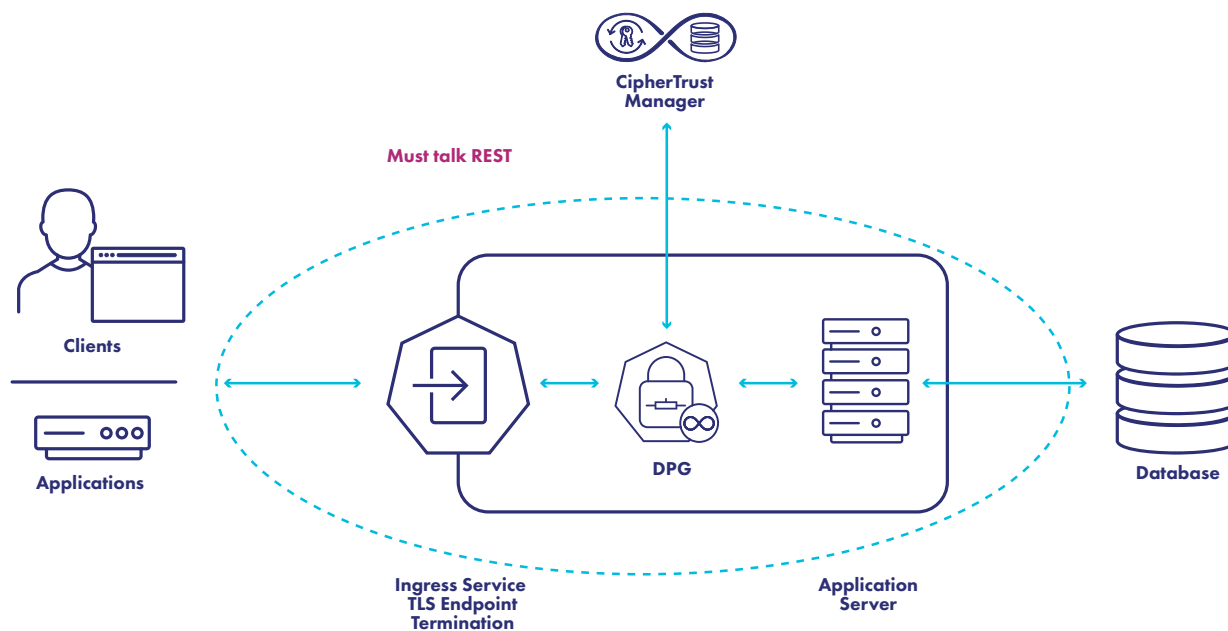 CipherTrust
Manager
Must talk REST
Clients
Applications
DPG
Database
Ingress Service
TLS Endpoint
Termination
Application
Server